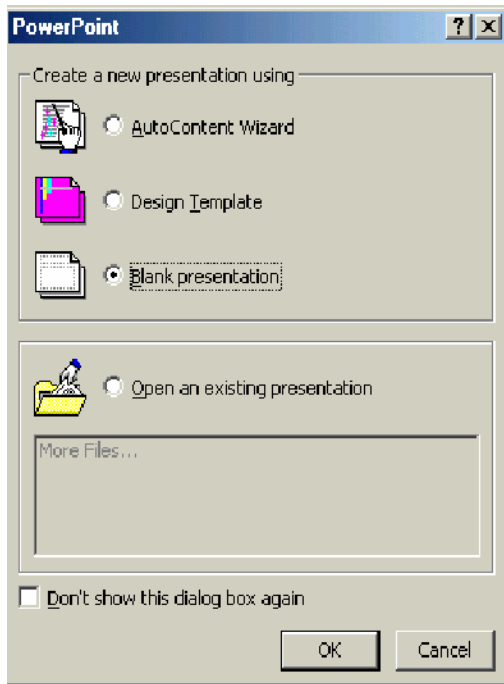 PowerPoint
Create a new presentation using
AutoContent Wizard
Design Template
Blank presentation
Open an existing presentation
More Files...
Don't show this dialog box again
OK Cancel